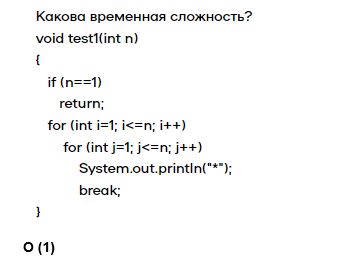 Какова временная сложность?
void test1(int n)
{
if (n==1)
return;
for (int i=1; i<=n; i++)
for (int j=1; j<=n; j++)
System.out.println("*");
break;
}
O (1)